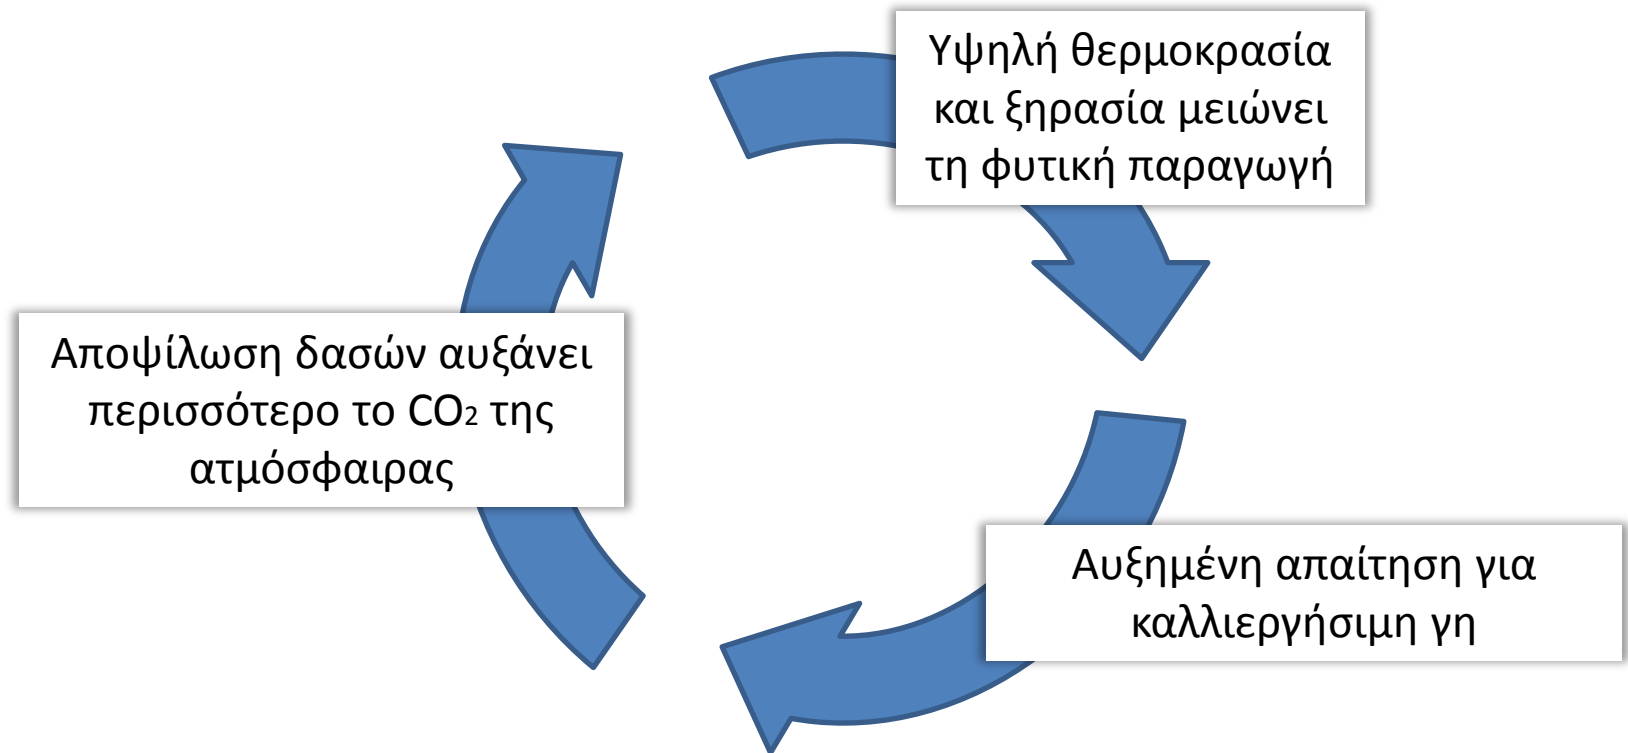 Υψηλή θερμοκρασία
και ξηρασία μειώνει
τη φυτική παραγωγή
Αποψίλωση δασών αυξάνει
περισσότερο το CO₂ της
ατμόσφαιρας
Αυξημένη απαίτηση για
καλλιεργήσιμη γη